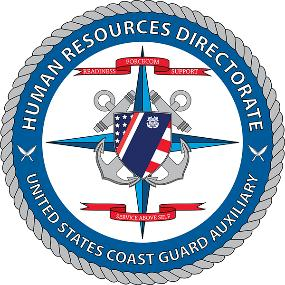 HUMAN RESOURCES DIRECTORATE
FORCECOM
READINESS SUPPORT
SERVICE ABOVE SELF
UNITED STATES COAST GUARD AUXILIARY